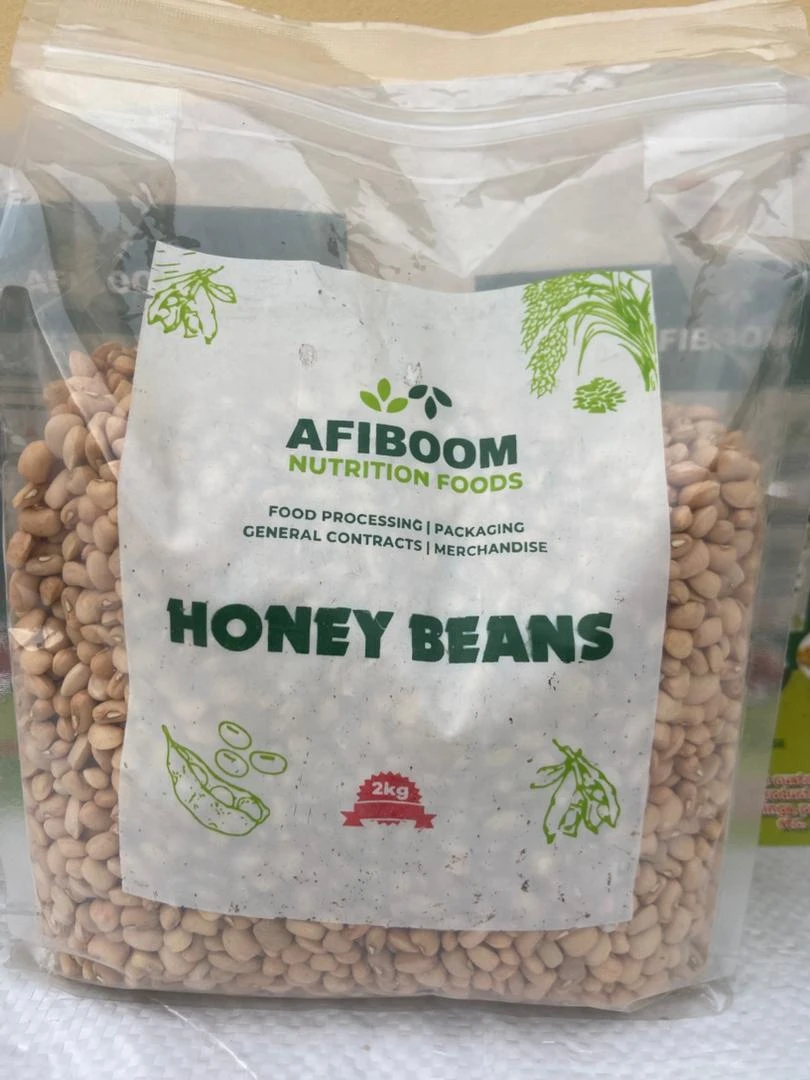 AFIBOOM
NUTRITION FOODS
FOOD PROCESSING | PACKAGING
GENERAL CONTRACTS | MERCHANDISE
HONEY BEANS
2kg